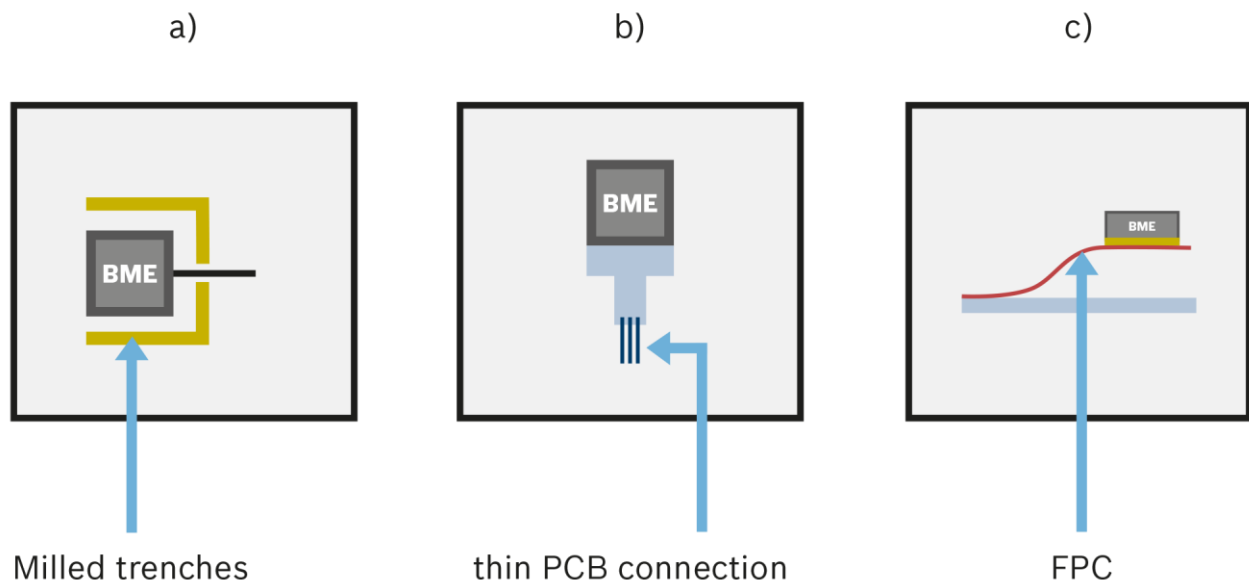 a)
b)
c)
BME
BME
BME
Milled trenches
thin PCB connection
FPC